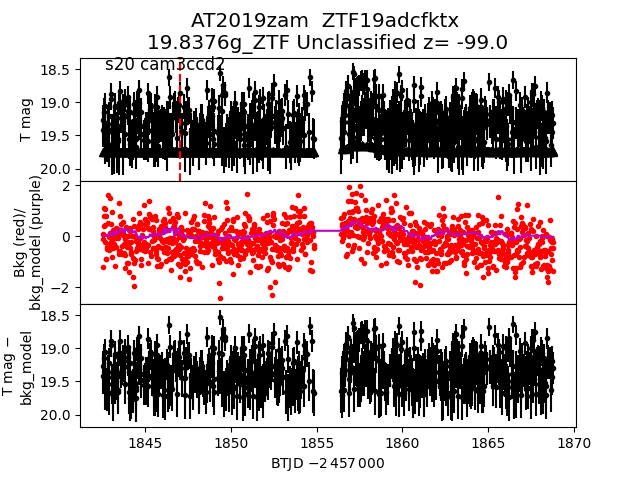 AT2019zam  ZTF19adcfktx
19.8376g_ZTF Unclassified z= -99.0
s20 cam3ccd2
T mag
18.5
19.0
19.5
20.0
Bkg (red)/
bkg_model (purple)
2
0
−2
T mag −
bkg_model
18.5
19.0
19.5
20.0
1845 1850 1855 1860 1865 1870
BTJD −2 457 000